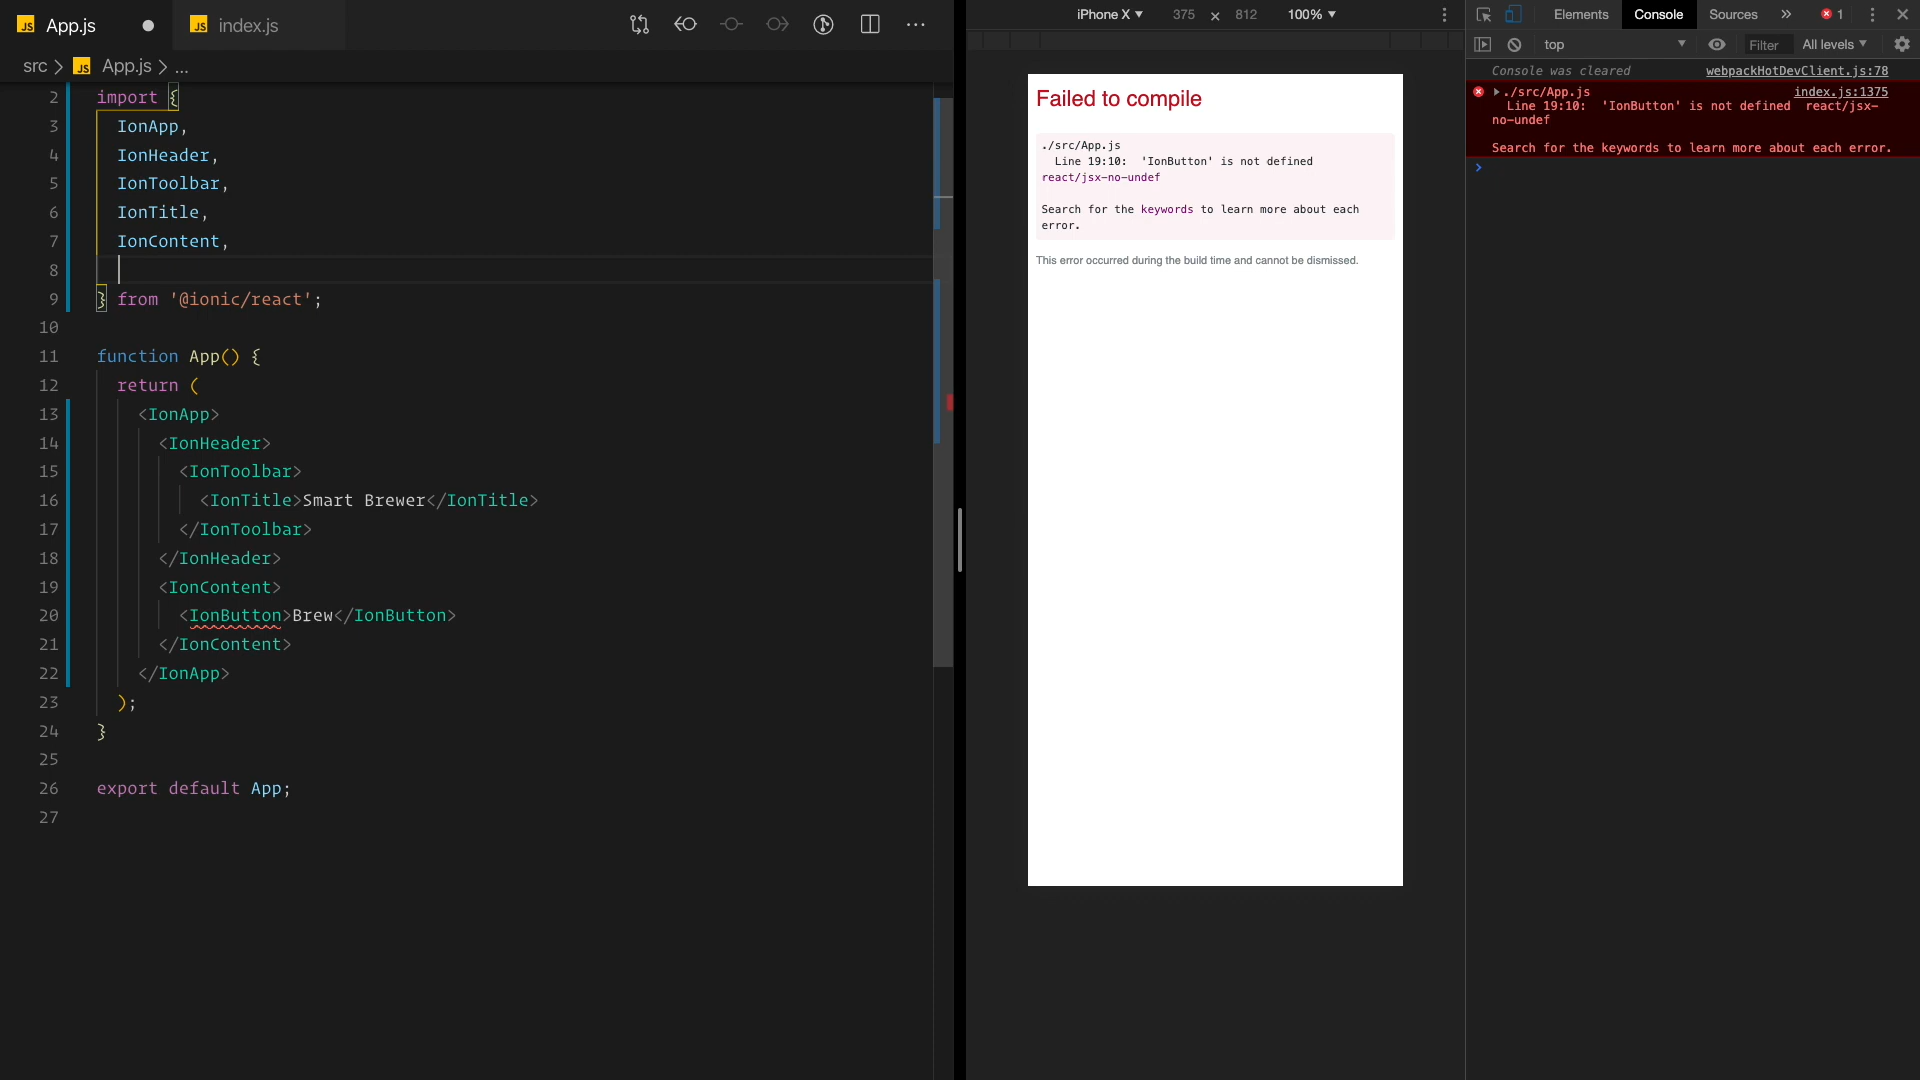 JS App.js
JS index.js
src > JS App.js > ...
2 import {
3 IonApp,
4 IonHeader,
5 IonToolbar,
6 IonTitle,
7 IonContent,
8
9 } from '@ionic/react';
10
11 function App() {
12 return (
13 <IonApp>
14 <IonHeader>
15 <IonToolbar>
16 <IonTitle>Smart Brewer</IonTitle>
17 </IonToolbar>
18 </IonHeader>
19 <IonContent>
20 <IonButton>Brew</IonButton>
21 </IonContent>
22 </IonApp>
23 );
24 }
25
26 export default App;
27
iPhone X ▼ 375 x 812 100% ▼
Failed to compile
./src/App.js
Line 19:10: 'IonButton' is not defined
react/jsx-no-undef
Search for the keywords to learn more about each
error.
This error occurred during the build time and cannot be dismissed.
Elements Console Sources » 1
top ▼ Filter All levels ▼
Console was cleared webpackHotDevClient.js:78
./src/App.js index.js:1375
Line 19:10: 'IonButton' is not defined react/jsx-
no-undef
Search for the keywords to learn more about each error.
>